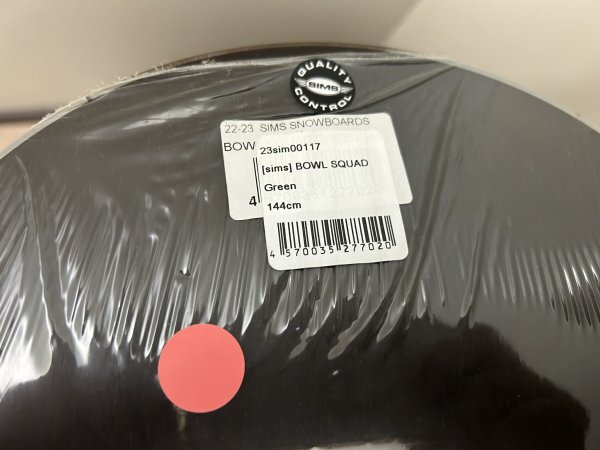 QUALITY
SIMS
CONTROL
22-23 SIMS SNOWBOARDS
BOW
23sim00117
[sims] BOWL SQUAD
Green
144cm
4
4 570035 277020